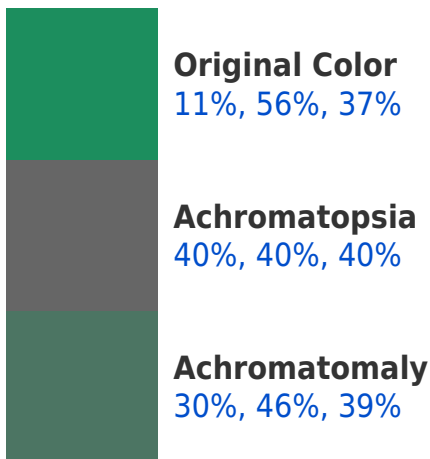 Original Color
11%, 56%, 37%
Achromatopsia
40%, 40%, 40%
Achromatomaly
30%, 46%, 39%